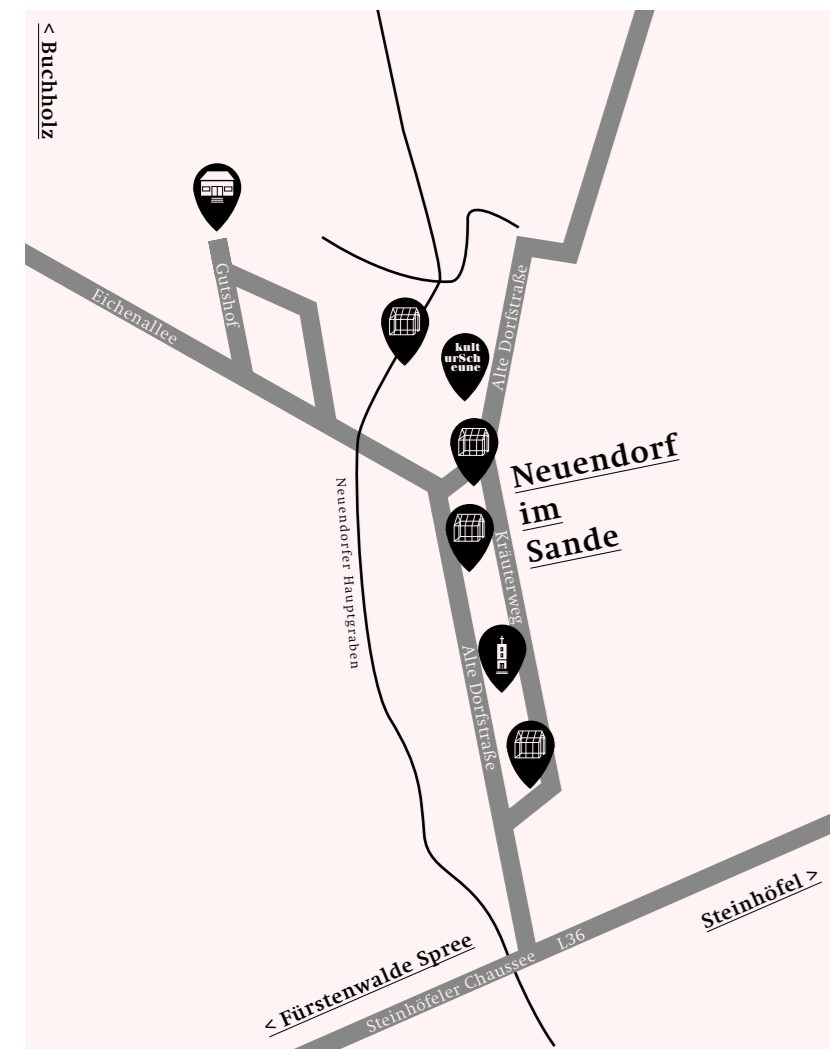 < Buchholz
Gutshof
Eichenallee
Alte Dorfstraße
kult
urSch
eune
Neuendorf
im
Sande
Neuendorfer Hauptgraben
Kräuterweg
Alte Dorfstraße
Steinhöfel >
< Fürstenwalde Spree
Steinhöfeler Chaussee
L36